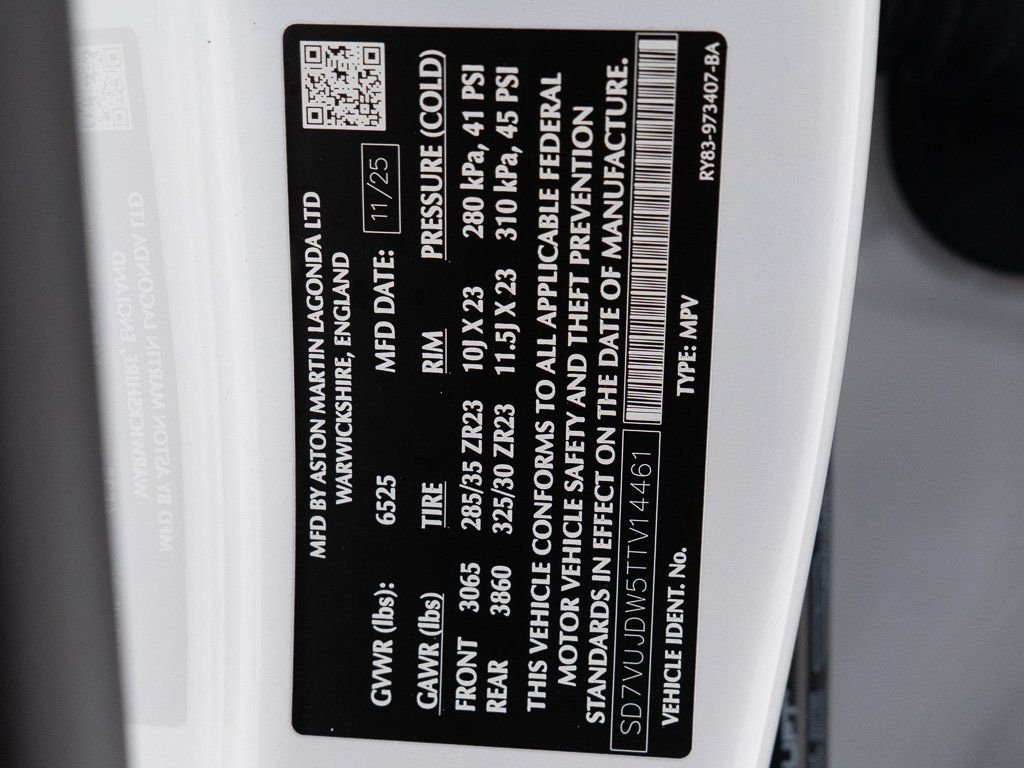 MFD BY ASTON MARTIN LAGONDA LTD
WARWICKSHIRE, ENGLAND
GVWR (lbs): 6525 MFD DATE: 11/25
GAWR (lbs) TIRE RIM PRESSURE (COLD)
FRONT 3065 285/35 ZR23 10J X 23 280 kPa, 41 PSI
REAR 3860 325/30 ZR23 11.5J X 23 310 kPa, 45 PSI
THIS VEHICLE CONFORMS TO ALL APPLICABLE FEDERAL
MOTOR VEHICLE SAFETY AND THEFT PREVENTION
STANDARDS IN EFFECT ON THE DATE OF MANUFACTURE.
SD7VUJDW5TTV14461
VEHICLE IDENT. No. TYPE: MPV
RY83-973407-BA